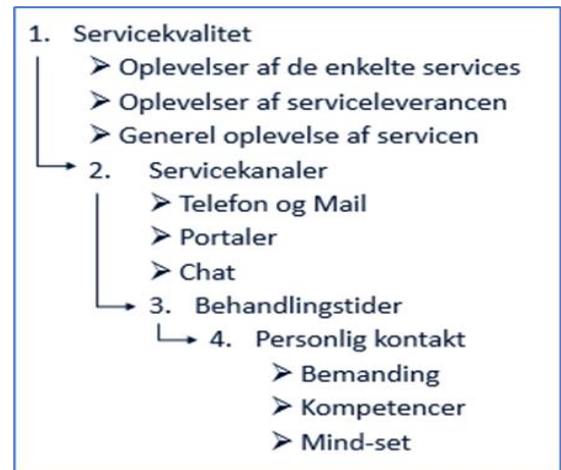 1. Servicekvalitet
➤ Oplevelser af de enkelte services
➤ Oplevelser af serviceleverancen
➤ Generel oplevelse af servicen
2. Servicekanaler
➤ Telefon og Mail
➤ Portaler
➤ Chat
3. Behandlingstider
4. Personlig kontakt
➤ Bemanding
➤ Kompetencer
➤ Mind-set